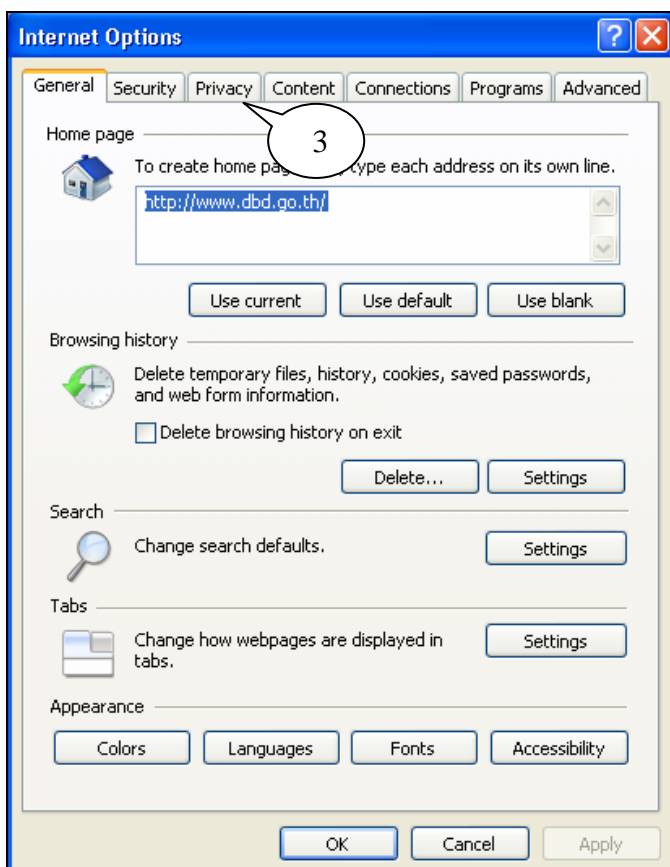 Internet Options
General Security Privacy Content Connections Programs Advanced
3
Home page
To create home type each address on its own line.
http://www.dbd.go.th/
Use current Use default Use blank
Browsing history
Delete temporary files, history, cookies, saved passwords,
and web form information.
Delete browsing history on exit
Delete... Settings
Search
Change search defaults. Settings
Tabs
Change how webpages are displayed in
tabs.
Settings
Appearance
Colors Languages Fonts Accessibility
OK Cancel Apply